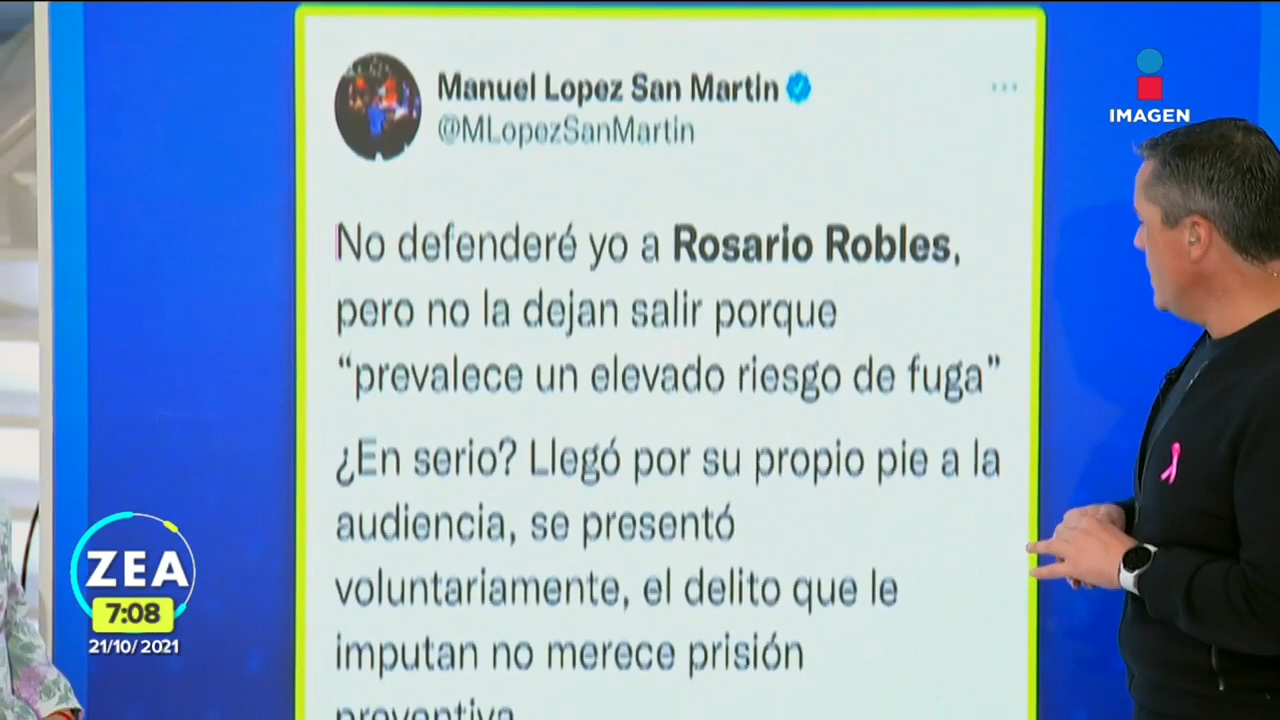 Manuel Lopez San Martin
@MLopezSanMartin
No defenderé yo a Rosario Robles,
pero no la dejan salir porque
“prevalece un elevado riesgo de fuga”
¿En serio? Llegó por su propio pie a la
audiencia, se presentó
voluntariamente, el delito que le
imputan no merece prisión
preventiva
IMAGEN
ZEA
7:08
21/10/2021